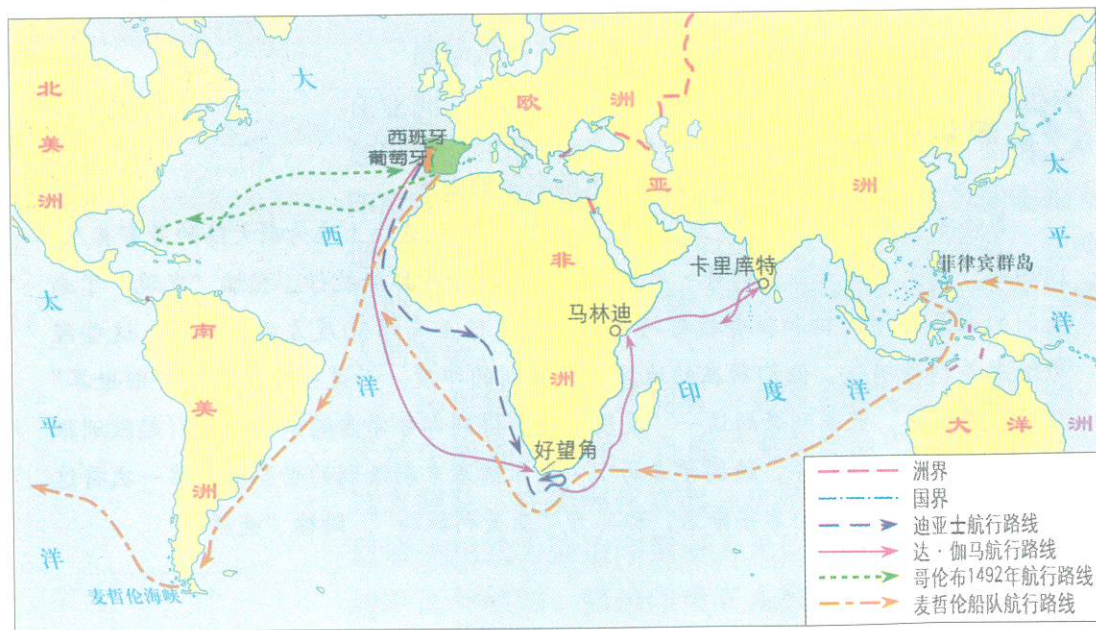 北美洲
大西洋
欧洲
西班牙
葡萄牙
亚洲
太平洋
非洲
卡里库特
马林迪
菲律宾群岛
太平洋
南美洲
印度洋
好望角
大洋洲
麦哲伦海峡
洲界
国界
迪亚士航行路线
达·伽马航行路线
哥伦布1492年航行路线
麦哲伦船队航行路线